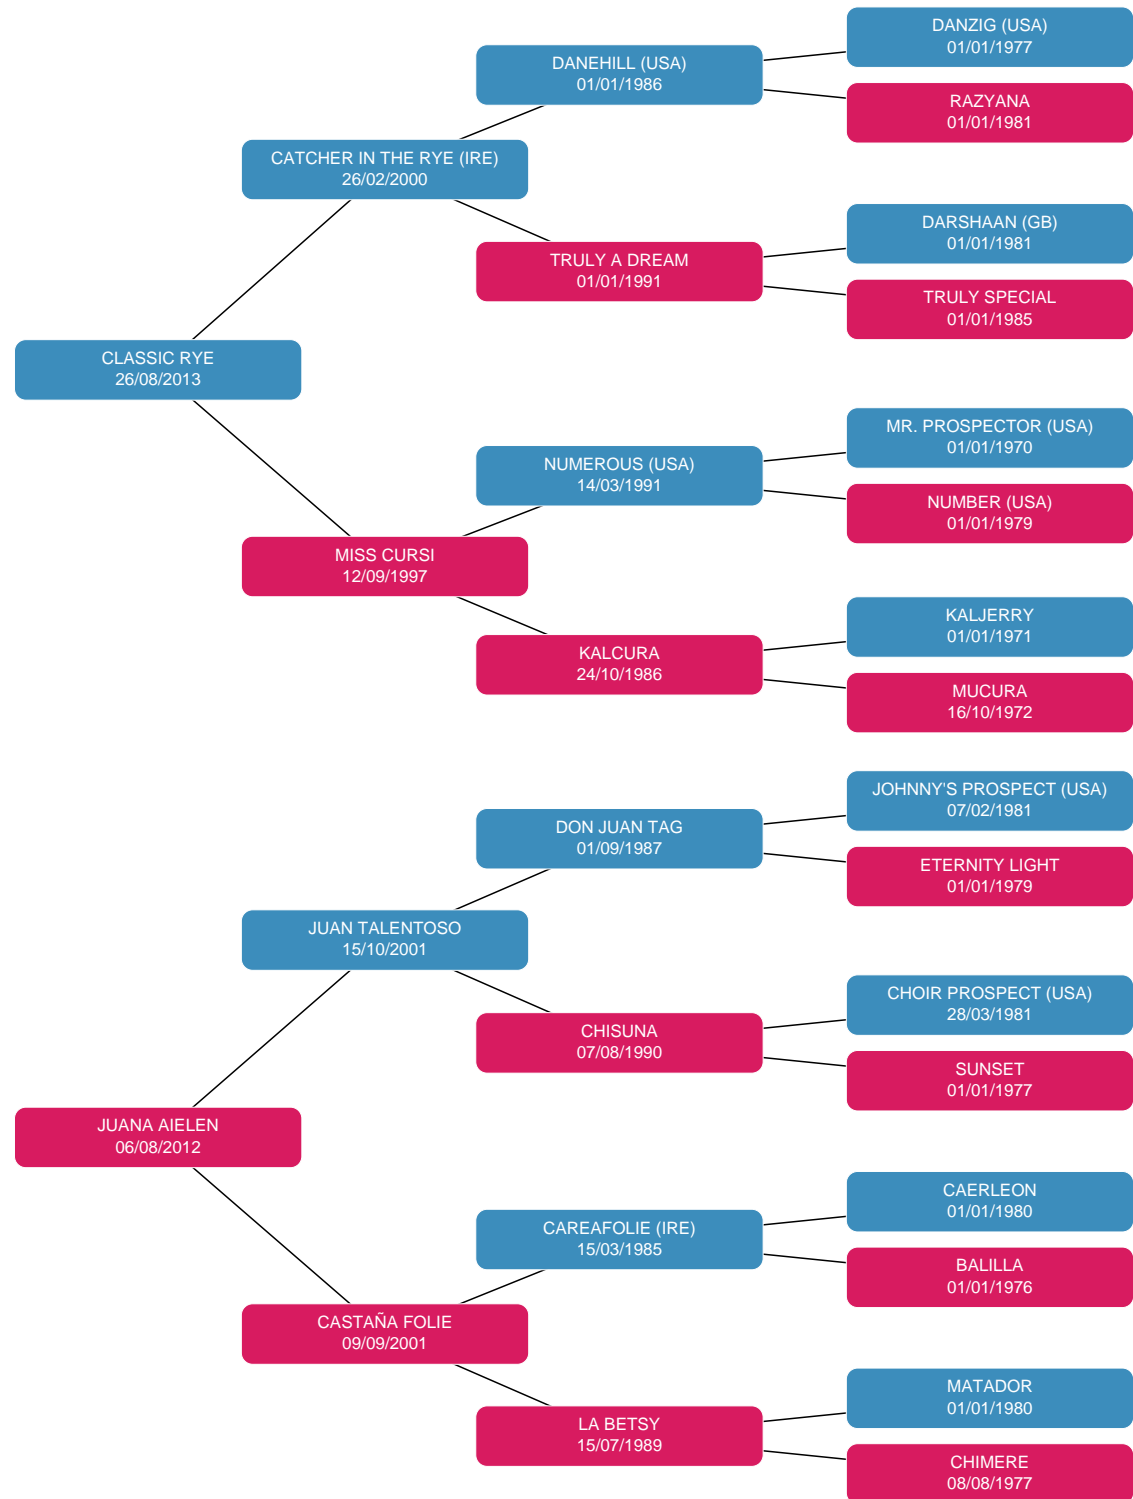 DANZIG (USA)
01/01/1977
DANEHILL (USA)
01/01/1986
RAZYANA
01/01/1981
CATCHER IN THE RYE (IRE)
26/02/2000
DARSHAAN (GB)
01/01/1981
TRULY A DREAM
01/01/1991
TRULY SPECIAL
01/01/1985
CLASSIC RYE
26/08/2013
MR. PROSPECTOR (USA)
01/01/1970
NUMEROUS (USA)
14/03/1991
NUMBER (USA)
01/01/1979
MISS CURSI
12/09/1997
KALJERRY
01/01/1971
KALCURA
24/10/1986
MUCURA
16/10/1972
JOHNNY'S PROSPECT (USA)
07/02/1981
DON JUAN TAG
01/09/1987
ETERNITY LIGHT
01/01/1979
JUAN TALENTOSO
15/10/2001
CHOIR PROSPECT (USA)
28/03/1981
CHISUNA
07/08/1990
SUNSET
01/01/1977
JUANA AIELEN
06/08/2012
CAERLEON
01/01/1980
CAREAFOLIE (IRE)
15/03/1985
BALILLA
01/01/1976
CASTAÑA FOLIE
09/09/2001
MATADOR
01/01/1980
LA BETSY
15/07/1989
CHIMERE
08/08/1977